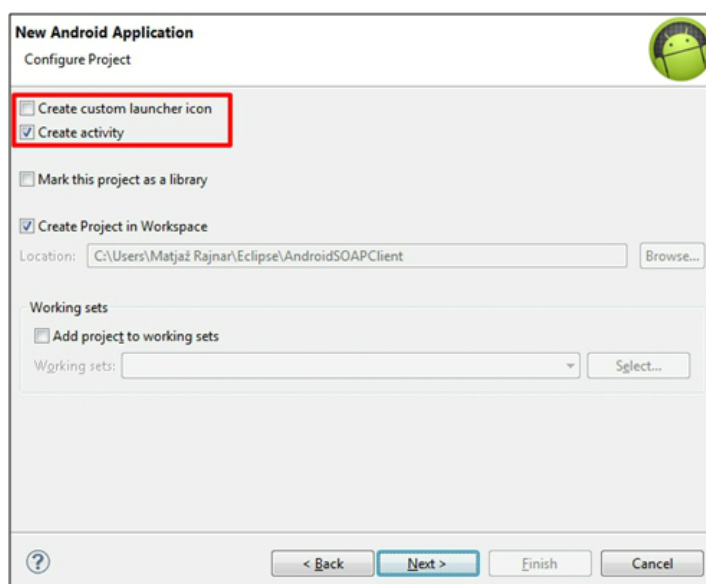 New Android Application
Configure Project
Create custom launcher icon
Create activity
Mark this project as a library
Create Project in Workspace
Location: C:\Users\Matjaž Rajnar\Eclipse\AndroidSOAPClient Browse...
Working sets
Add project to working sets
Working sets: Select...
? < Back Next > Finish Cancel